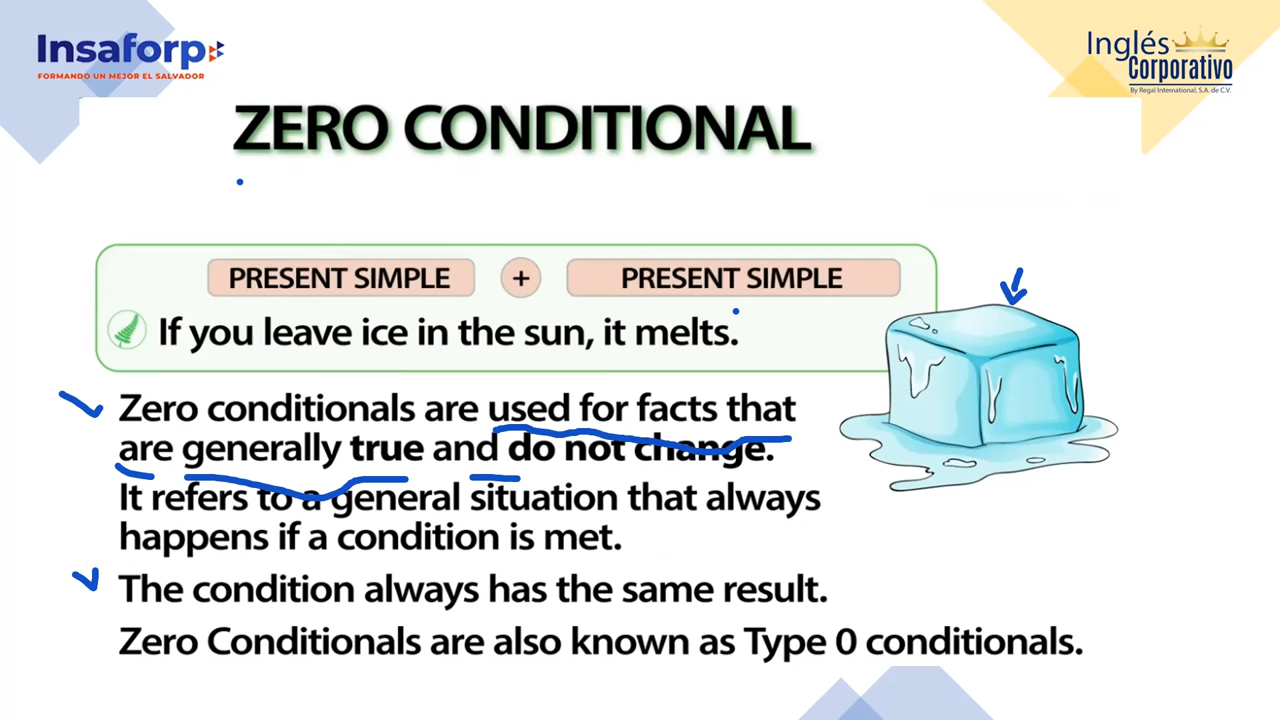 Insaforp
FORMANDO UN MEJOR EL SALVADOR
Inglés
Corporativo
By Regal International, S.A. de C.V.
ZERO CONDITIONAL
PRESENT SIMPLE + PRESENT SIMPLE
If you leave ice in the sun, it melts.
Zero conditionals are used for facts that
are generally true and do not change.
It refers to a general situation that always
happens if a condition is met.
The condition always has the same result.
Zero Conditionals are also known as Type 0 conditionals.